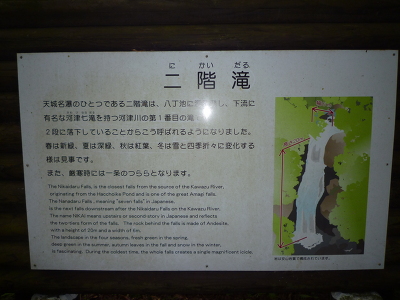 に かい だる
二階滝
天城名瀑のひとつである二階滝は、八丁池に し、下流に
有名な河津七滝を持つ河津川の第1番目の滝
2段に落下していることからこう呼ばれるようになりました。
春は新緑、夏は深緑、秋は紅葉、冬は雪と四季折々に変化する
様は見事です。
また、厳寒時には一条のつららとなります。
The Nikaidaru Falls, is the closest falls from the source of the Kawazu River,
originating from the Hacchoike Pond and is one of the great Amagi falls.
The Nanadaru Falls, meaning "seven falls" in Japanese,
is the next falls downstream after the Nikaidaru Falls on the Kawazu River.
The name NIKAI means upstairs or second-story in Japanese and reflects
the two-tiers form of the falls. The rock behind the falls is made of Andesite,
with a height of 20m and a width of
The landscape in the four seasons, fresh green in the spring,
deep green in the summer, autumn leaves in the fall and snow in the winter,
is fascinating. During the coldest time, the whole falls creates a single magnificent icicle.